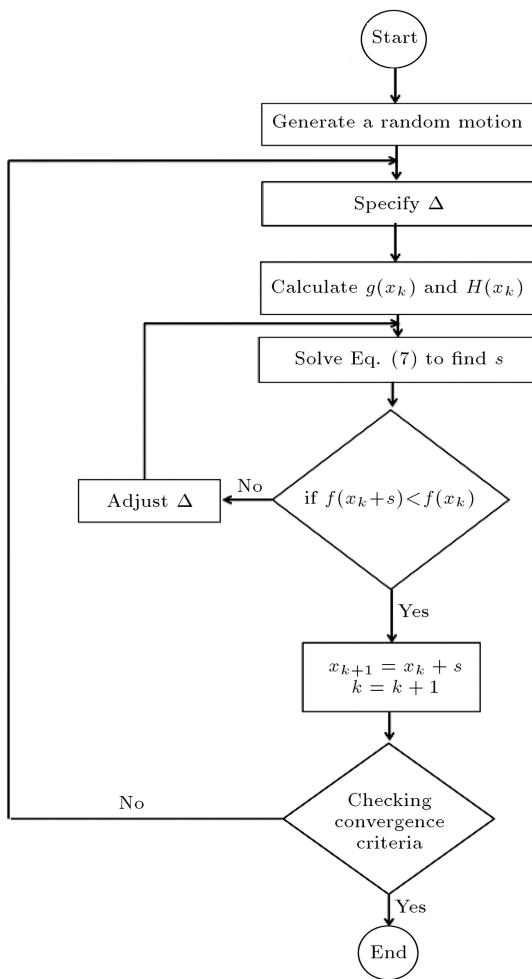 Start
Generate a random motion
Specify Δ
Calculate g(x_k) and H(x_k)
Solve Eq. (7) to find s
if f(x_k+s)<f(x_k)
No
Adjust Δ
Yes
x_{k+1} = x_k + s
k = k + 1
Checking
convergence
criteria
No
Yes
End